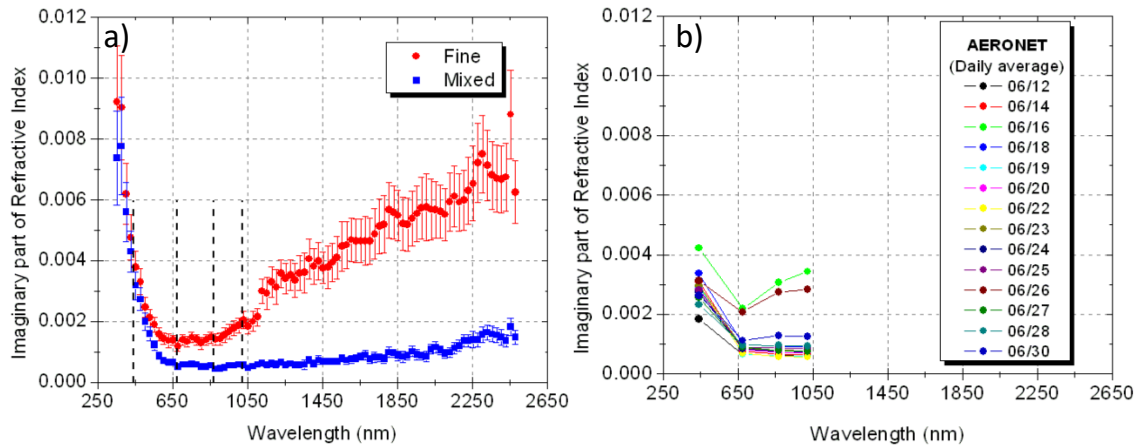 a)
Imaginary part of Refractive Index
0.012
0.010
0.008
0.006
0.004
0.002
0.000
Fine
Mixed
250 650 1050 1450 1850 2250 2650
Wavelength (nm)
b)
Imaginary part of Refractive Index
0.012
0.010
0.008
0.006
0.004
0.002
0.000
AERONET
(Daily average)
06/12
06/14
06/16
06/18
06/19
06/20
06/22
06/23
06/24
06/25
06/26
06/27
06/28
06/30
250 650 1050 1450 1850 2250 2650
Wavelength (nm)